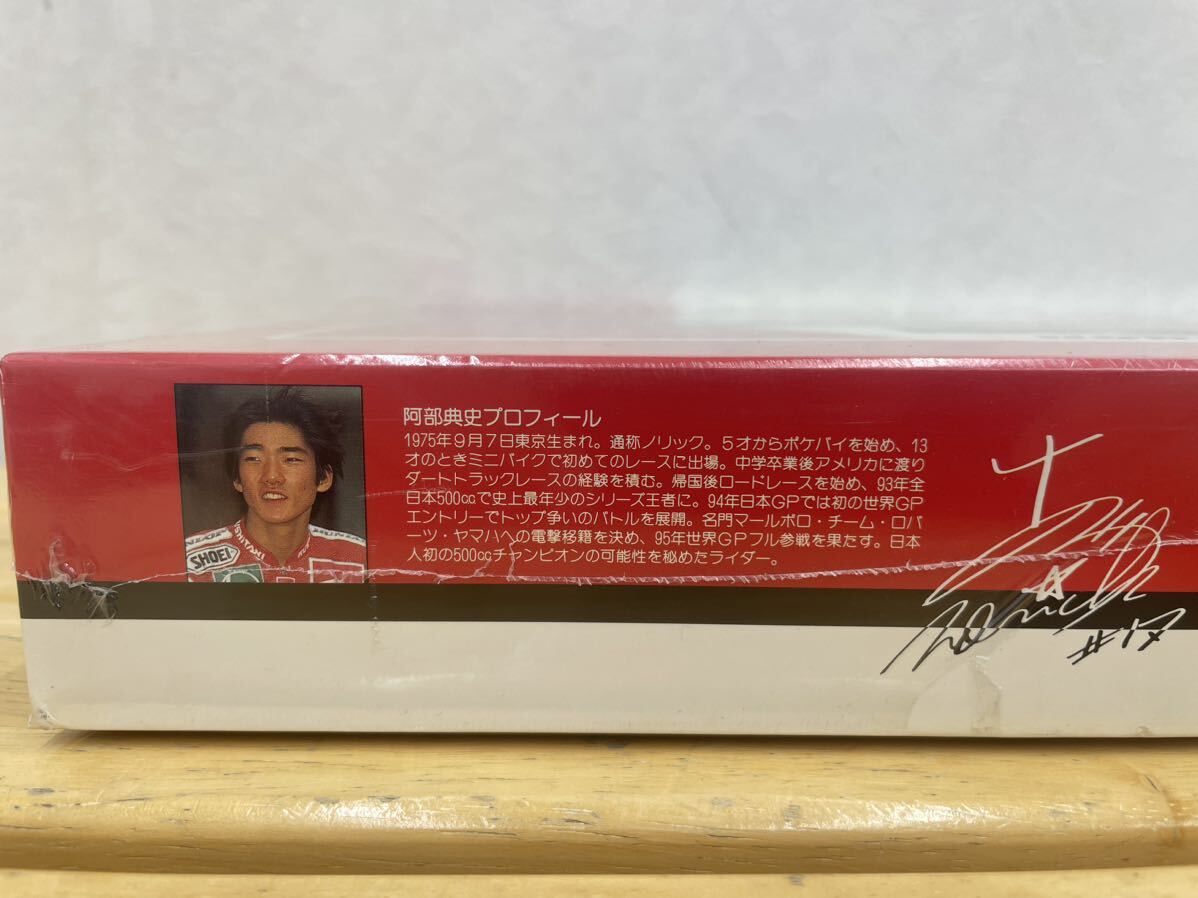 阿部典史プロフィール
1975年9月7日東京生まれ。通称ノリック。5才からポケバイを始め、13
才のときミニバイクで初めてのレースに出場。中学卒業後アメリカに渡り
ダートトラックレースの経験を積む。帰国後ロードレースを始め、93年全
日本500ccで史上最年少のシリーズ王者に。94年日本GPでは初の世界GP
エントリーでトップ争いのバトルを展開。名門マールボロ・チーム・ロバ
ーツ・ヤマハへの電撃移籍を決め、95年世界GPフル参戦を果たす。日本
人初の500ccチャンピオンの可能性を秘めたライダー。
SHOEI
#17